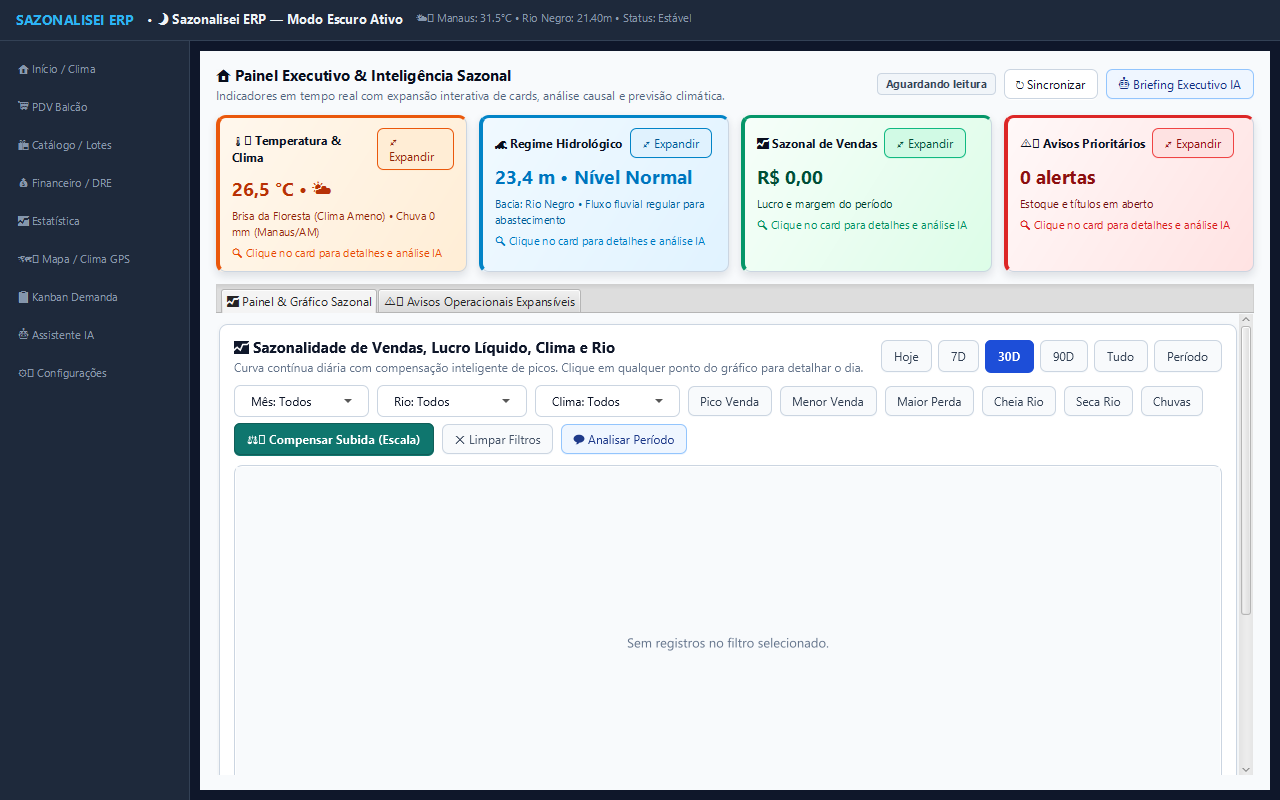 SAZONALISEI ERP • 🌙 Sazonalisei ERP — Modo Escuro Ativo 🌥️ Manaus: 31.5°C • Rio Negro: 21.40m • Status: Estável
🏠 Início / Clima
🛒 PDV Balcão
🛍️ Catálogo / Lotes
💰 Financeiro / DRE
📈 Estatística
🗺️ Mapa / Clima GPS
📋 Kanban Demanda
🤖 Assistente IA
⚙️ Configurações
🏠 Painel Executivo & Inteligência Sazonal
Indicadores em tempo real com expansão interativa de cards, análise causal e previsão climática.
Aguardando leitura
↻ Sincronizar
🤖 Briefing Executivo IA
🌡️ Temperatura &
Clima
⤢
Expandir
26,5 °C • 🌥️
Brisa da Floresta (Clima Ameno) • Chuva 0
mm (Manaus/AM)
🔍 Clique no card para detalhes e análise IA
🌊 Regime Hidrológico
⤢ Expandir
23,4 m • Nível Normal
Bacia: Rio Negro • Fluxo fluvial regular para
abastecimento
🔍 Clique no card para detalhes e análise IA
📈 Sazonal de Vendas
⤢ Expandir
R$ 0,00
Lucro e margem do período
🔍 Clique no card para detalhes e análise IA
⚠️ Avisos Prioritários
⤢ Expandir
0 alertas
Estoque e títulos em aberto
🔍 Clique no card para detalhes e análise IA
📈 Painel & Gráfico Sazonal
⚠️ Avisos Operacionais Expansíveis
📈 Sazonalidade de Vendas, Lucro Líquido, Clima e Rio
Curva contínua diária com compensação inteligente de picos. Clique em qualquer ponto do gráfico para detalhar o dia.
Hoje 7D 30D 90D Tudo Período
Mês: Todos Rio: Todos Clima: Todos Pico Venda Menor Venda Maior Perda Cheia Rio Seca Rio Chuvas
⚖️ Compensar Subida (Escala) ✕ Limpar Filtros 💬 Analisar Período
Sem registros no filtro selecionado.